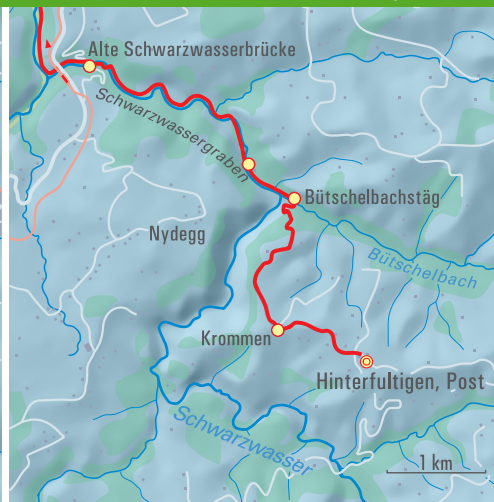 Alte Schwarzwasserbrücke
Schwarzwassergraben
Bütschelbachstäg
Nydegg
Bütschelbach
Krommen
Hinterfultigen, Post
Schwarzwasser
1 km